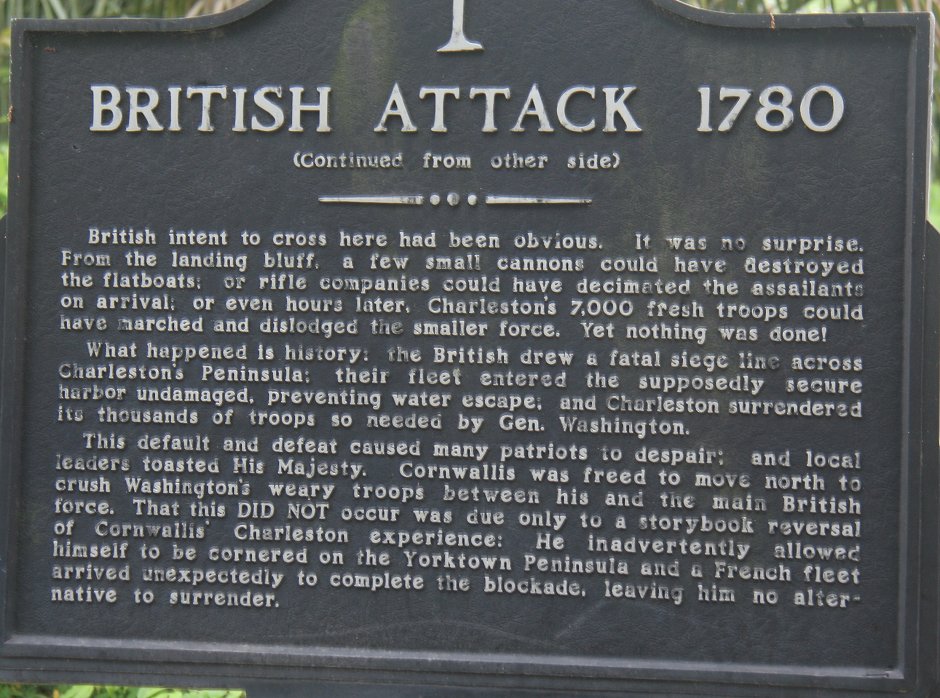 BRITISH ATTACK 1780
(Continued from other side)
British intent to cross here had been obvious. It was no surprise.
From the landing bluff, a few small cannons could have destroyed
the flatboats; or rifle companies could have decimated the assailants
on arrival; or even hours later, Charleston's 7,000 fresh troops could
have marched and dislodged the smaller force. Yet nothing was done!
What happened is history: the British drew a fatal siege line across
Charleston's Peninsula; their fleet entered the supposedly secure
harbor undamaged, preventing water escape; and Charleston surrendered
its thousands of troops so needed by Gen. Washington.
This default and defeat caused many patriots to despair; and local
leaders toasted His Majesty. Cornwallis was freed to move north to
crush Washington's weary troops between his and the main British
force. That this DID NOT occur was due only to a storybook reversal
of Cornwallis' Charleston experience: He inadvertently allowed
himself to be cornered on the Yorktown Peninsula and a French fleet
arrived unexpectedly to complete the blockade, leaving him no alter-
native to surrender.